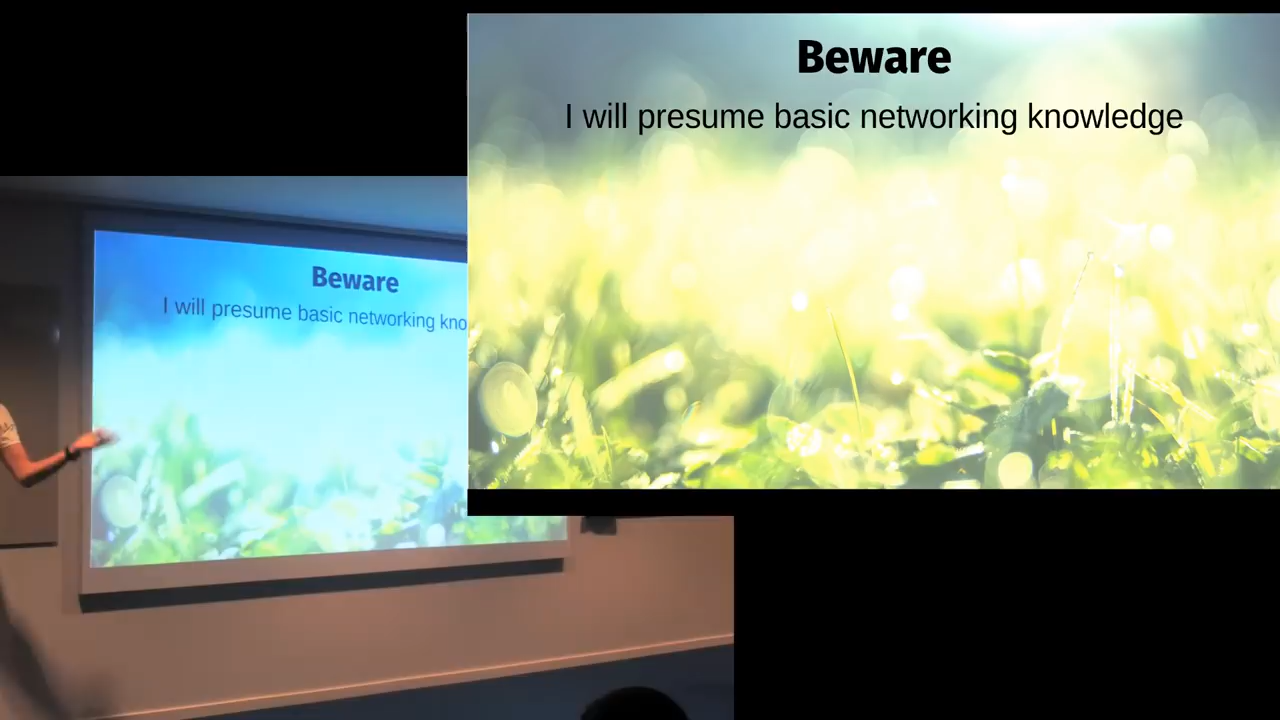 Beware
I will presume basic networking knowledge
Beware
I will presume basic networking kno